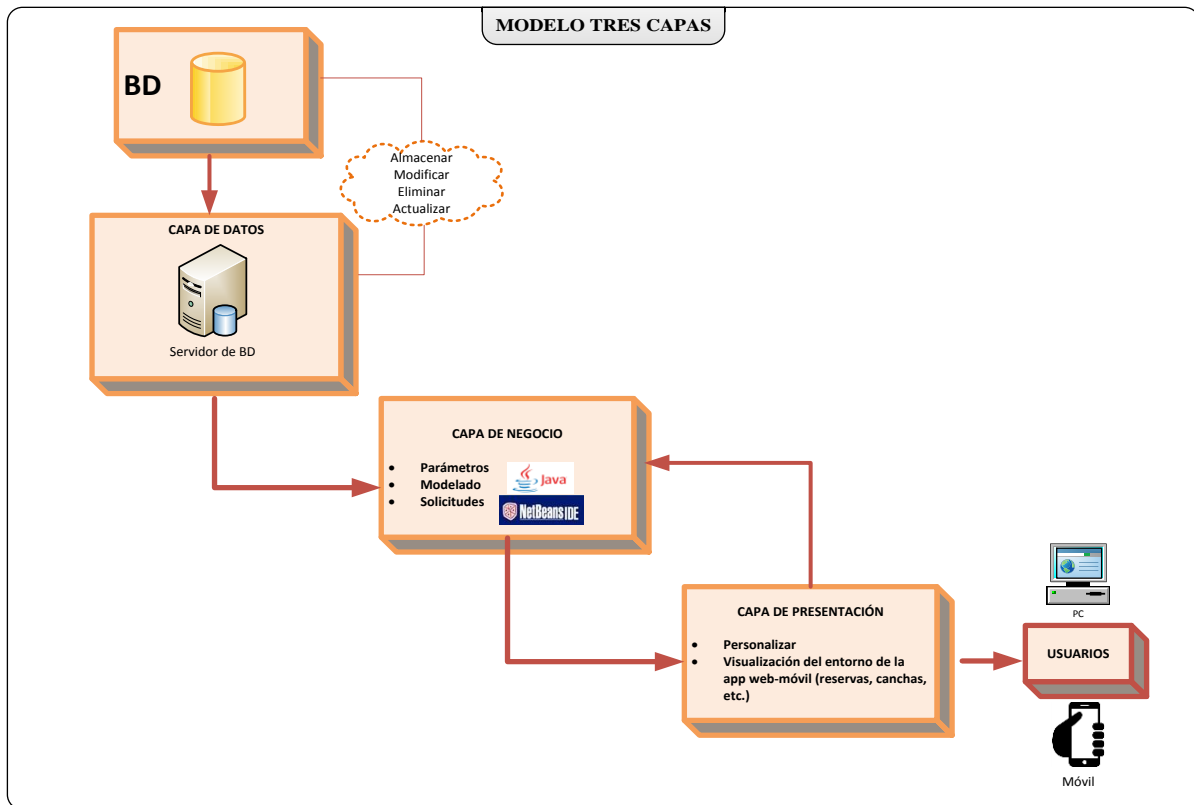 MODELO TRES CAPAS
BD
Almacenar
Modificar
Eliminar
Actualizar
CAPA DE DATOS
Servidor de BD
CAPA DE NEGOCIO
• Parámetros
• Modelado
• Solicitudes
Java
NetBeans IDE
CAPA DE PRESENTACIÓN
• Personalizar
• Visualización del entorno de la
app web-móvil (reservas, canchas,
etc.)
PC
USUARIOS
Móvil